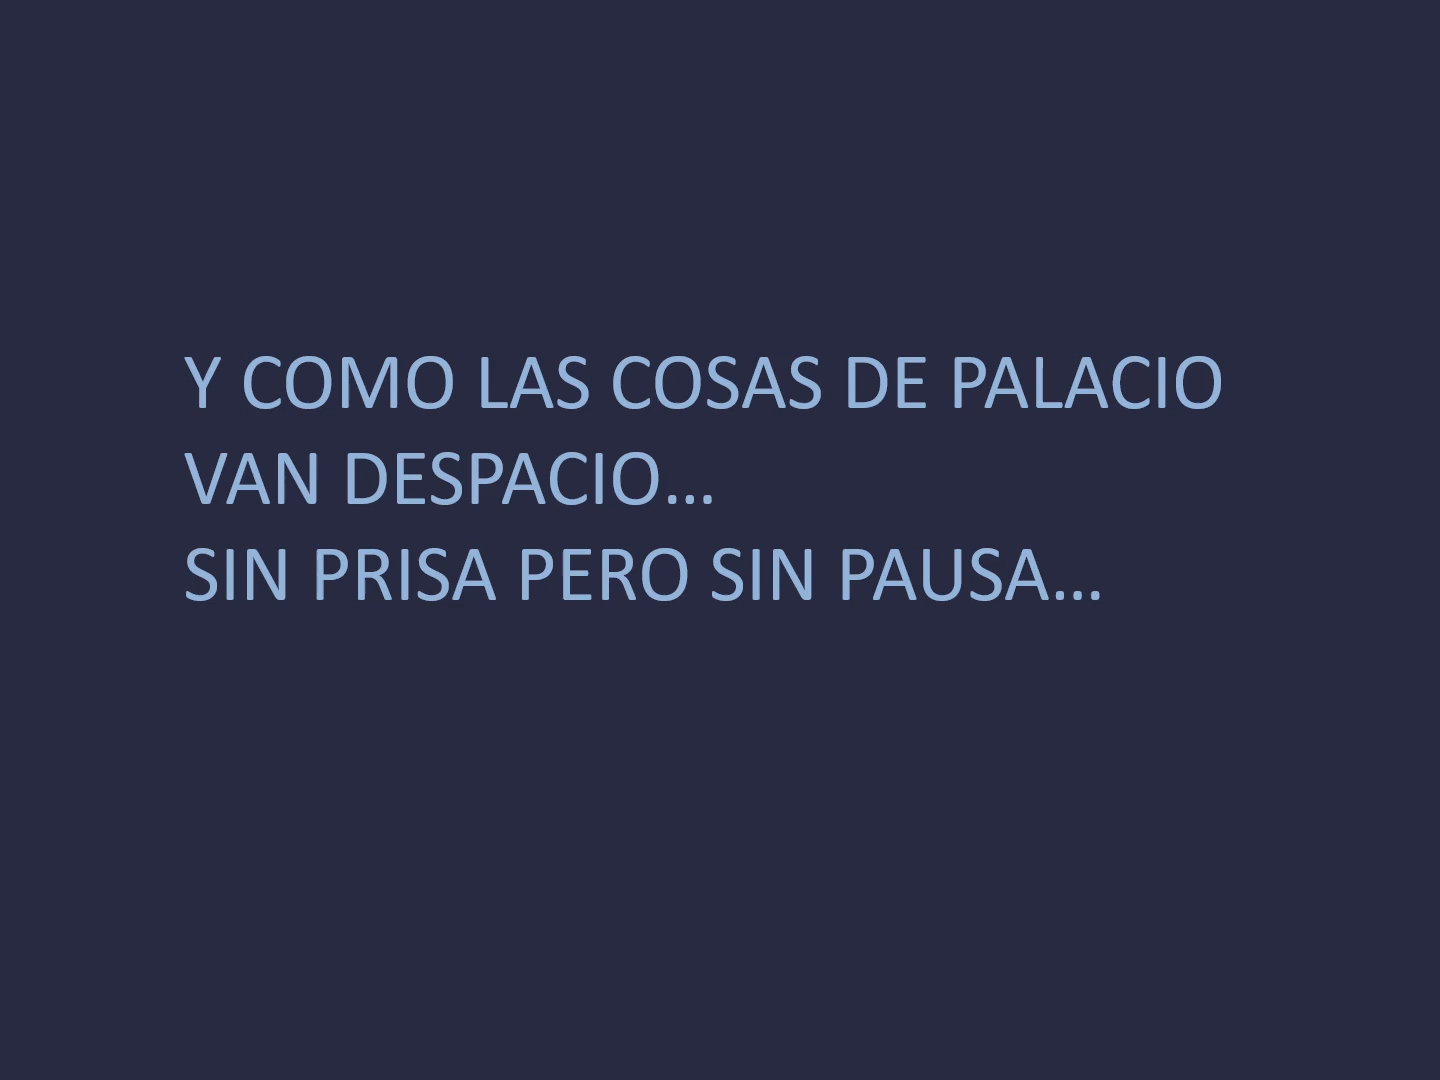 Y COMO LAS COSAS DE PALACIO
VAN DESPACIO…
SIN PRISA PERO SIN PAUSA…